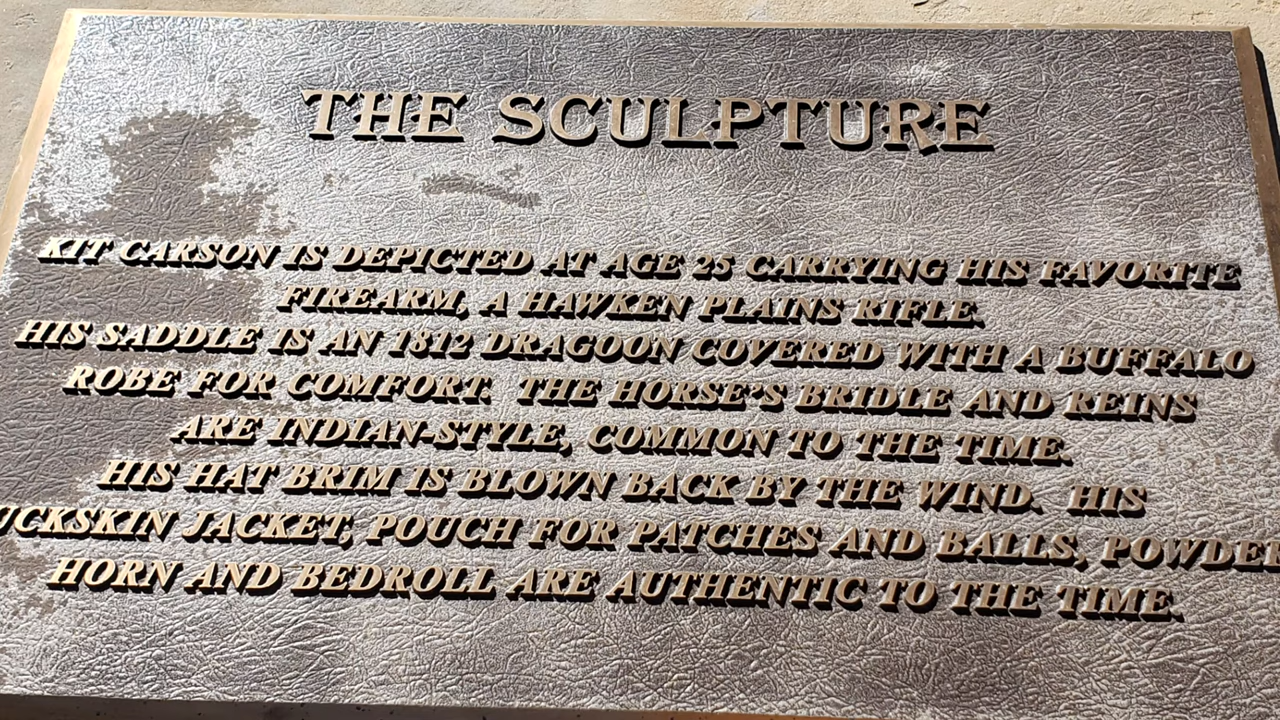 THE SCULPTURE
KIT CARSON IS DEPICTED AT AGE 25 CARRYING HIS FAVORITE
FIREARM, A HAWKEN PLAINS RIFLE.
HIS SADDLE IS AN 1812 DRAGOON COVERED WITH A BUFFALO
ROBE FOR COMFORT. THE HORSE'S BRIDLE AND REINS
ARE INDIAN-STYLE, COMMON TO THE TIME.
HIS HAT BRIM IS BLOWN BACK BY THE WIND. HIS
UCKSKIN JACKET, POUCH FOR PATCHES AND BALLS, POWDER
HORN AND BEDROLL ARE AUTHENTIC TO THE TIME.